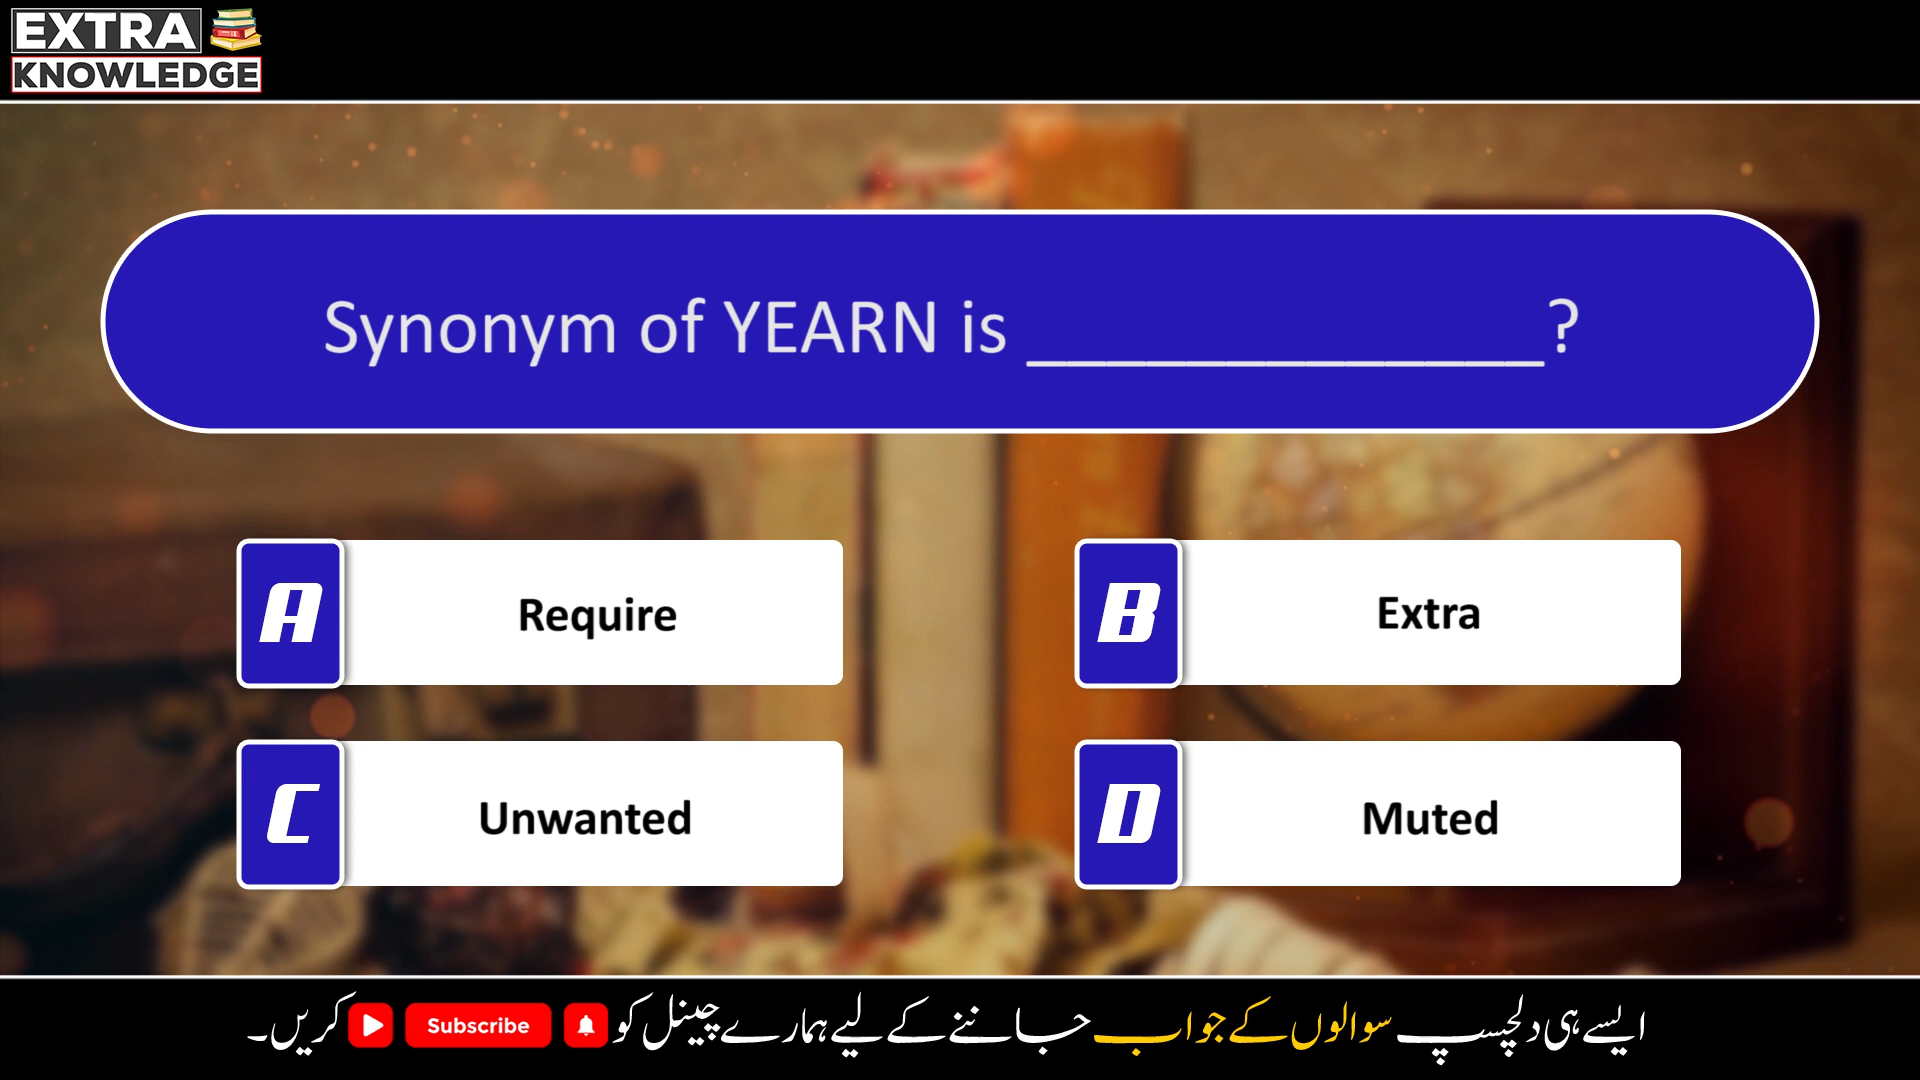 EXTRA
KNOWLEDGE
Synonym of YEARN is _____________?
A Require
B Extra
C Unwanted
D Muted
ایسے ہی دلچسپ سوالوں کے جواب جاننے کے لیے ہمارے چینل کو Subscribe کریں۔